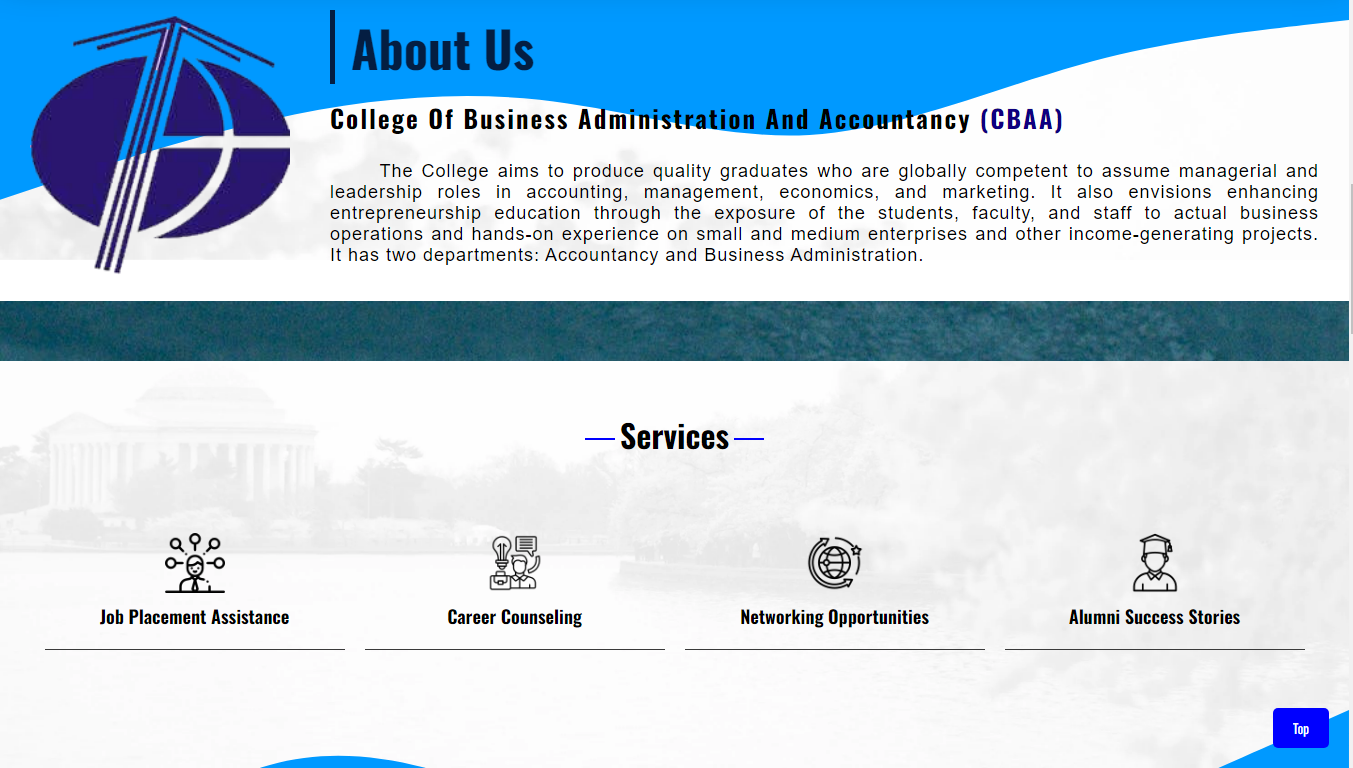 About Us
College Of Business Administration And Accountancy (CBAA)
The College aims to produce quality graduates who are globally competent to assume managerial and
leadership roles in accounting, management, economics, and marketing. It also envisions enhancing
entrepreneurship education through the exposure of the students, faculty, and staff to actual business
operations and hands-on experience on small and medium enterprises and other income-generating projects.
It has two departments: Accountancy and Business Administration.
Services
Job Placement Assistance
Career Counseling
Networking Opportunities
Alumni Success Stories
Top